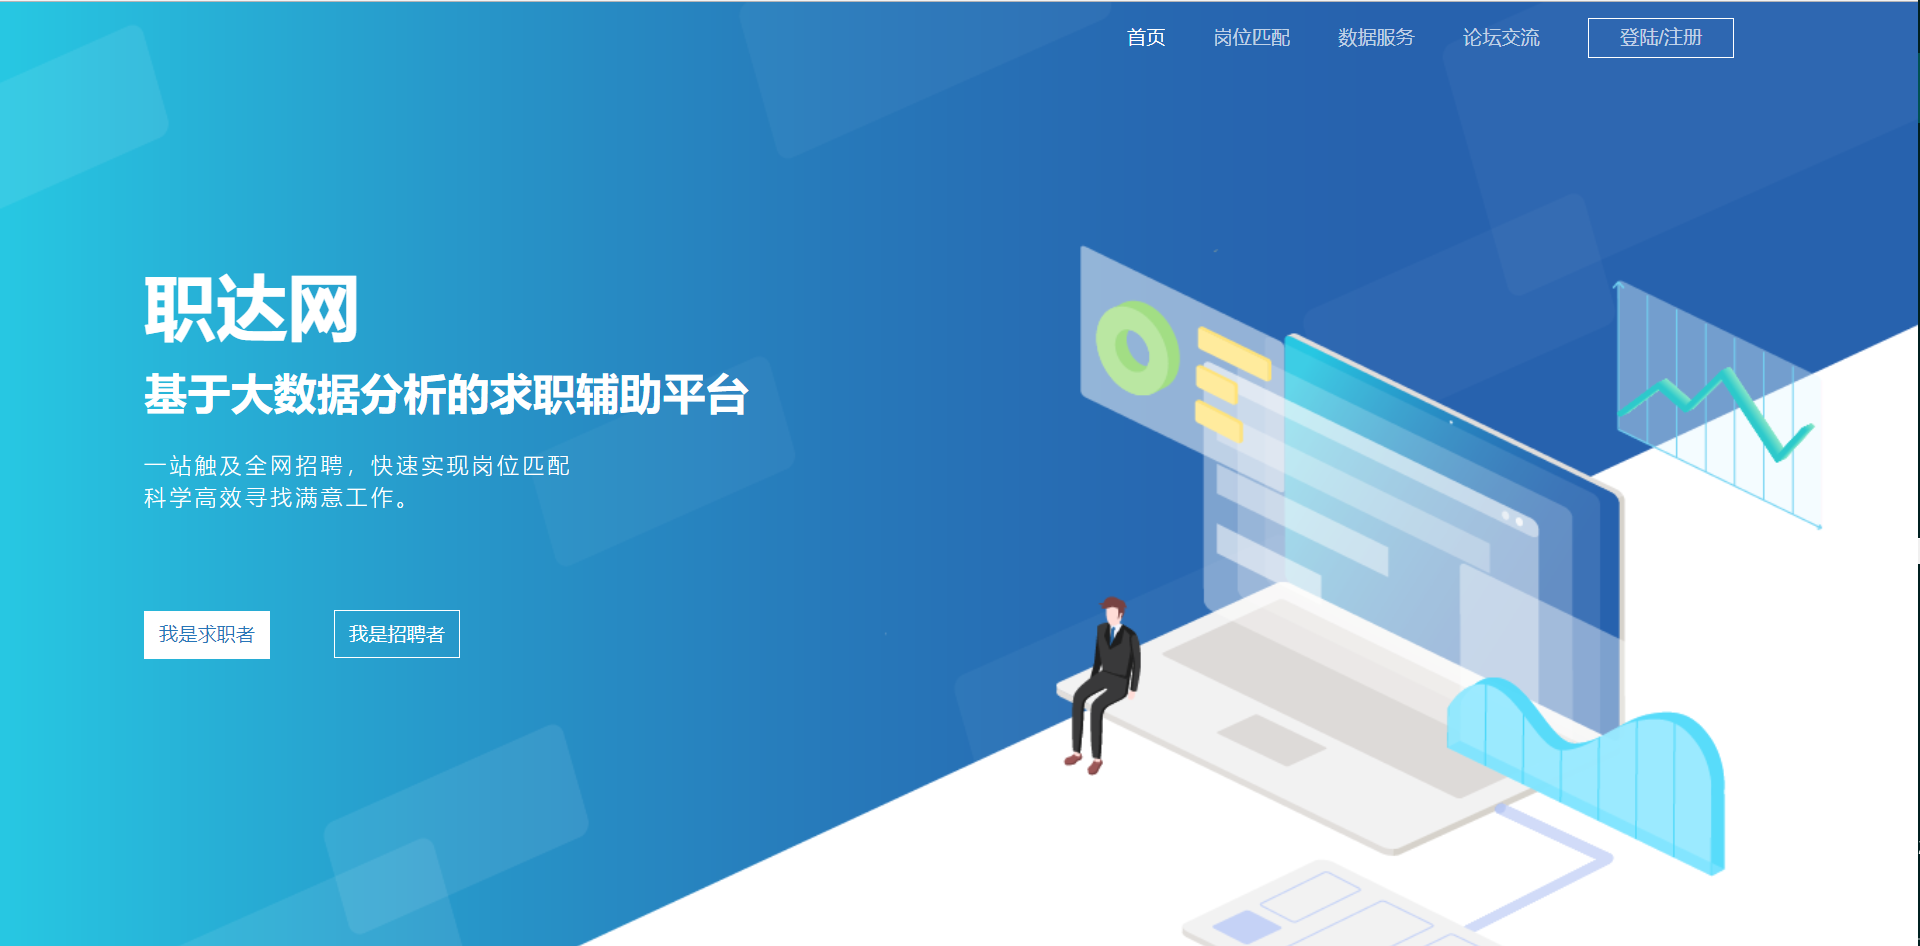 首页 岗位匹配 数据服务 论坛交流 登陆/注册
职达网
基于大数据分析的求职辅助平台
一站触及全网招聘，快速实现岗位匹配
科学高效寻找满意工作。
我是求职者 我是招聘者